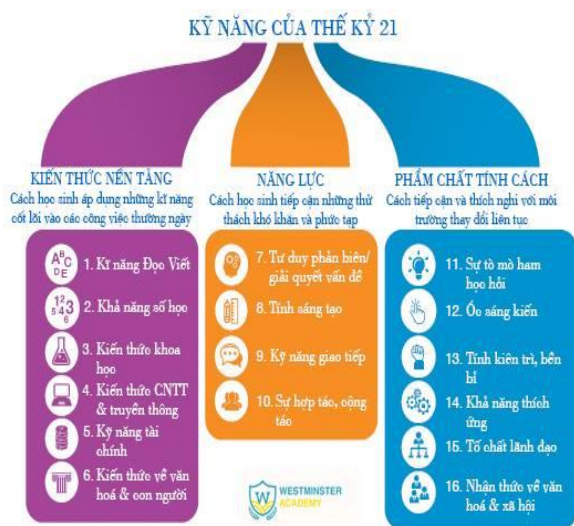 KỸ NĂNG CỦA THẾ KỶ 21
KIẾN THỨC NỀN TẢNG
Cách học sinh áp dụng những kĩ năng
cốt lõi vào các công việc thường ngày
ABC
DE
1. Kĩ năng Đọc Viết
123
546
2. Khả năng số học
3. Kiến thức khoa
học
4. Kiến thức CNTT
& truyền thông
5. Kỹ năng tài
chính
6. Kiến thức về văn
hoá & con người
NĂNG LỰC
Cách học sinh tiếp cận những thử
thách khó khăn và phức tạp
7. Tư duy phản biên/
giải quyết vấn đề
8. Tính sáng tạo
9. Kỹ năng giao tiếp
10. Sự hợp tác, cộng
tác
PHẨM CHẤT TÍNH CÁCH
Cách tiếp cận và thích nghi với môi
trường thay đổi liên tục
11. Sự tò mò ham
học hỏi
12. Óc sáng kiến
13. Tính kiên trì, bền
bỉ
14. Khả năng thích
ứng
15. Tố chất lãnh đạo
16. Nhận thức về văn
hoá & xã hội
W
WESTMINSTER
ACADEMY